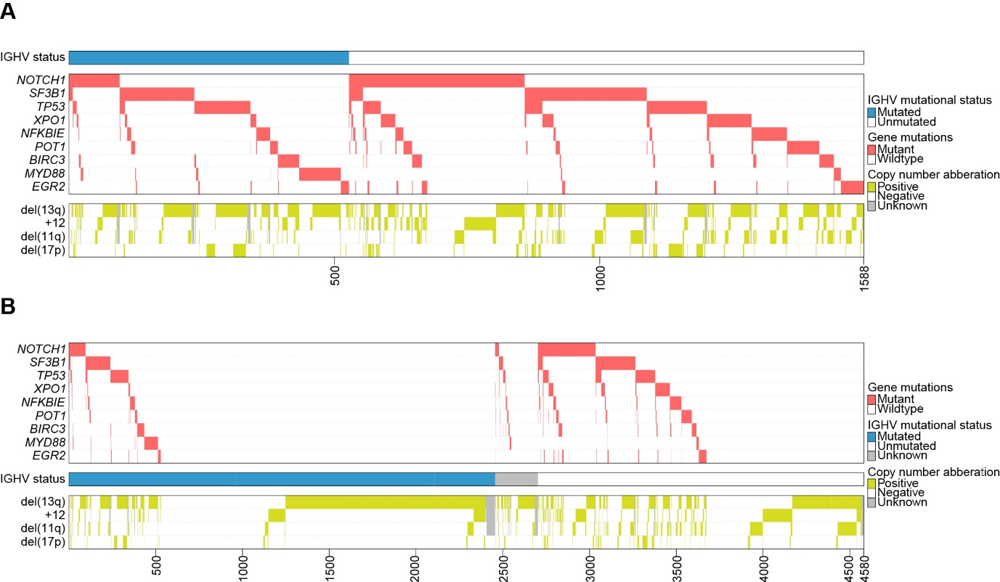 A
IGHV status
NOTCH1
SF3B1
TP53
XPO1
NFKBIE
POT1
BIRC3
MYD88
EGR2
del(13q)
+12
del(11q)
del(17p)
500
1000
1588
IGHV mutational status
Mutated
Unmutated
Gene mutations
Mutant
Wildtype
Copy number abberation
Positive
Negative
Unknown
B
NOTCH1
SF3B1
TP53
XPO1
NFKBIE
POT1
BIRC3
MYD88
EGR2
IGHV status
del(13q)
+12
del(11q)
del(17p)
500
1000
1500
2000
2500
3000
3500
4000
4500
4580
Gene mutations
Mutant
Wildtype
IGHV mutational status
Mutated
Unmutated
Unknown
Copy number abberation
Positive
Negative
Unknown